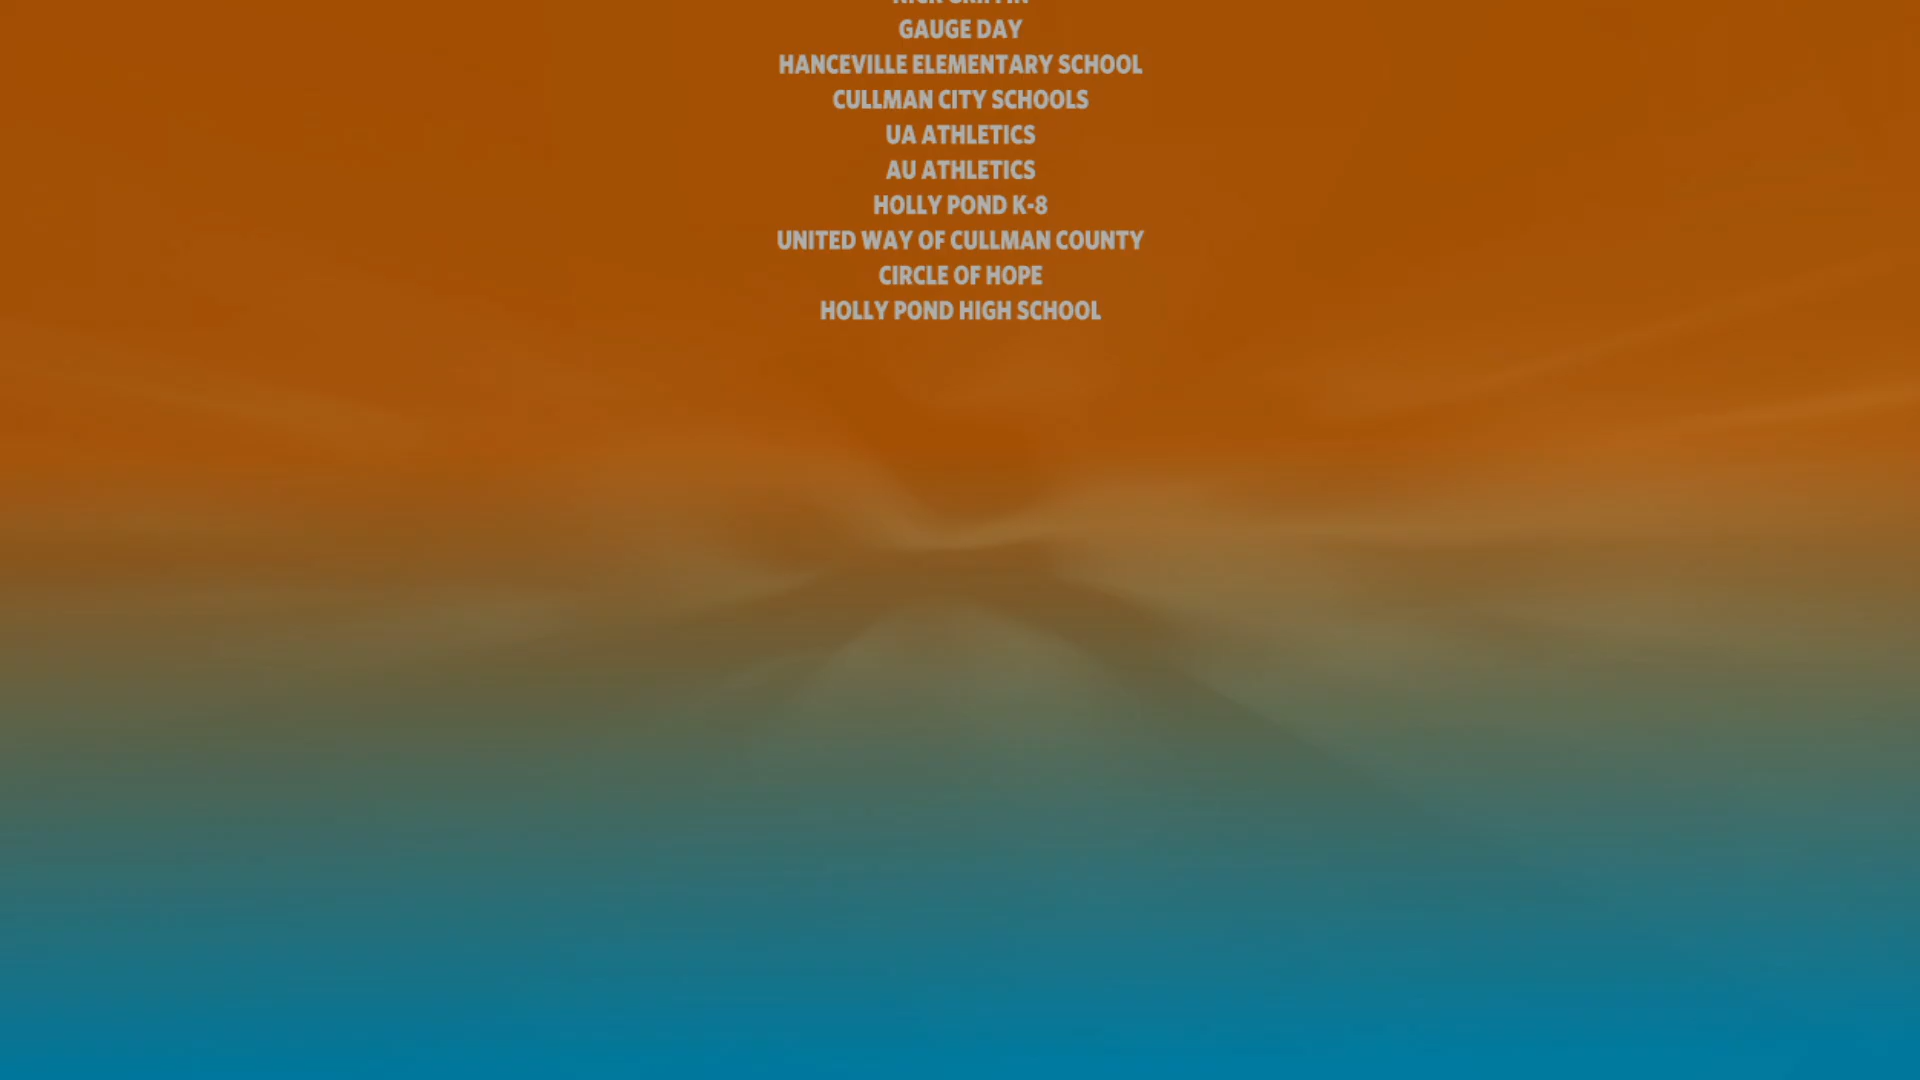 GAUGE DAY
HANCEVILLE ELEMENTARY SCHOOL
CULLMAN CITY SCHOOLS
UA ATHLETICS
AU ATHLETICS
HOLLY POND K-8
UNITED WAY OF CULLMAN COUNTY
CIRCLE OF HOPE
HOLLY POND HIGH SCHOOL